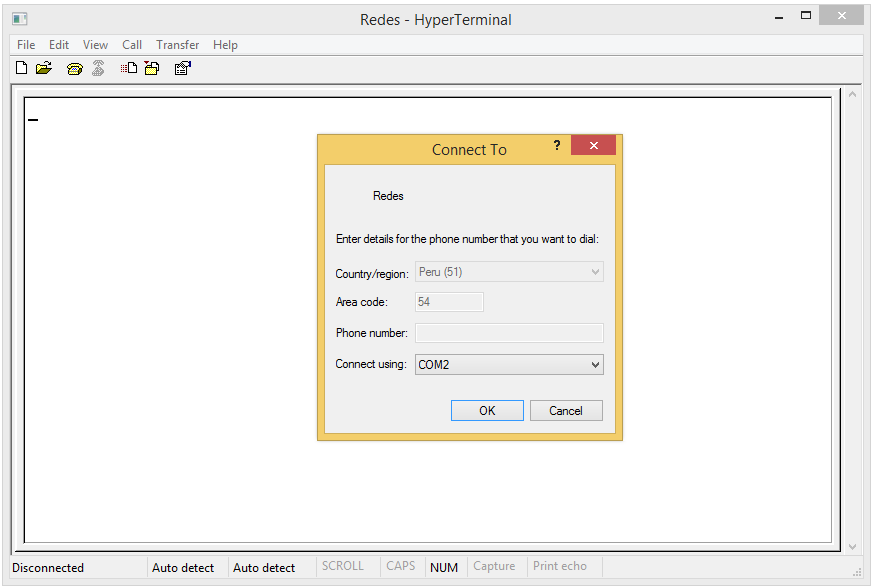 Redes - HyperTerminal
File Edit View Call Transfer Help
Connect To ?
Redes
Enter details for the phone number that you want to dial:
Country/region: Peru (51)
Area code: 54
Phone number:
Connect using: COM2
OK Cancel
Disconnected Auto detect Auto detect SCROLL CAPS NUM Capture Print echo